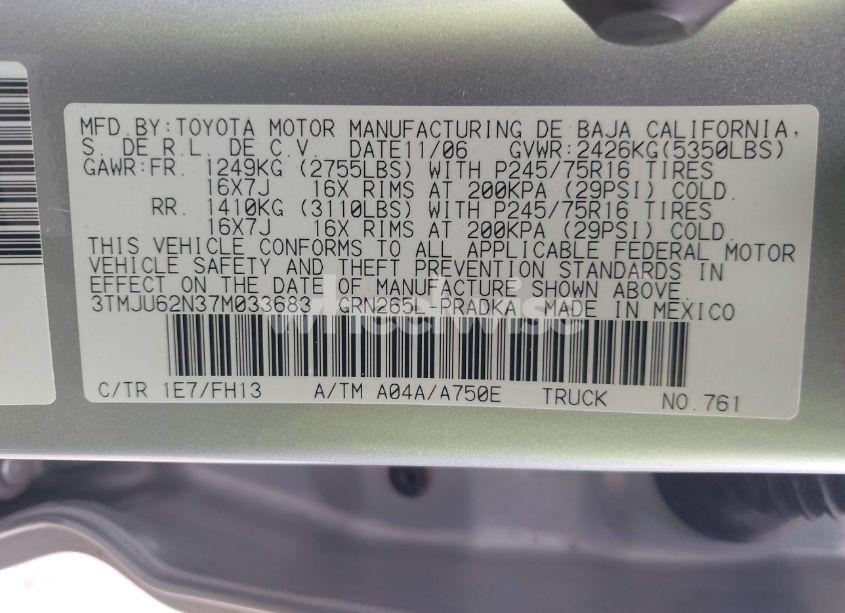 MFD. BY: TOYOTA MOTOR MANUFACTURING DE BAJA CALIFORNIA,
S. DE R.L. DE C.V. DATE11/06 GVWR:2426KG(5350LBS)
GAWR:FR. 1249KG (2755LBS) WITH P245/75R16 TIRES
16X7J 16X RIMS AT 200KPA (29PSI) COLD.
RR. 1410KG (3110LBS) WITH P245/75R16 TIRES
16X7J 16X RIMS AT 200KPA (29PSI) COLD.
THIS VEHICLE CONFORMS TO ALL APPLICABLE FEDERAL MOTOR
VEHICLE SAFETY AND THEFT PREVENTION STANDARDS IN
EFFECT ON THE DATE OF MANUFACTURE SHOWN ABOVE.
3TMJU62N37M033683 GRN265L-PRADKA MADE IN MEXICO
wheelwise
C/TR 1E7/FH13 A/TM A04A/A750E TRUCK NO.761